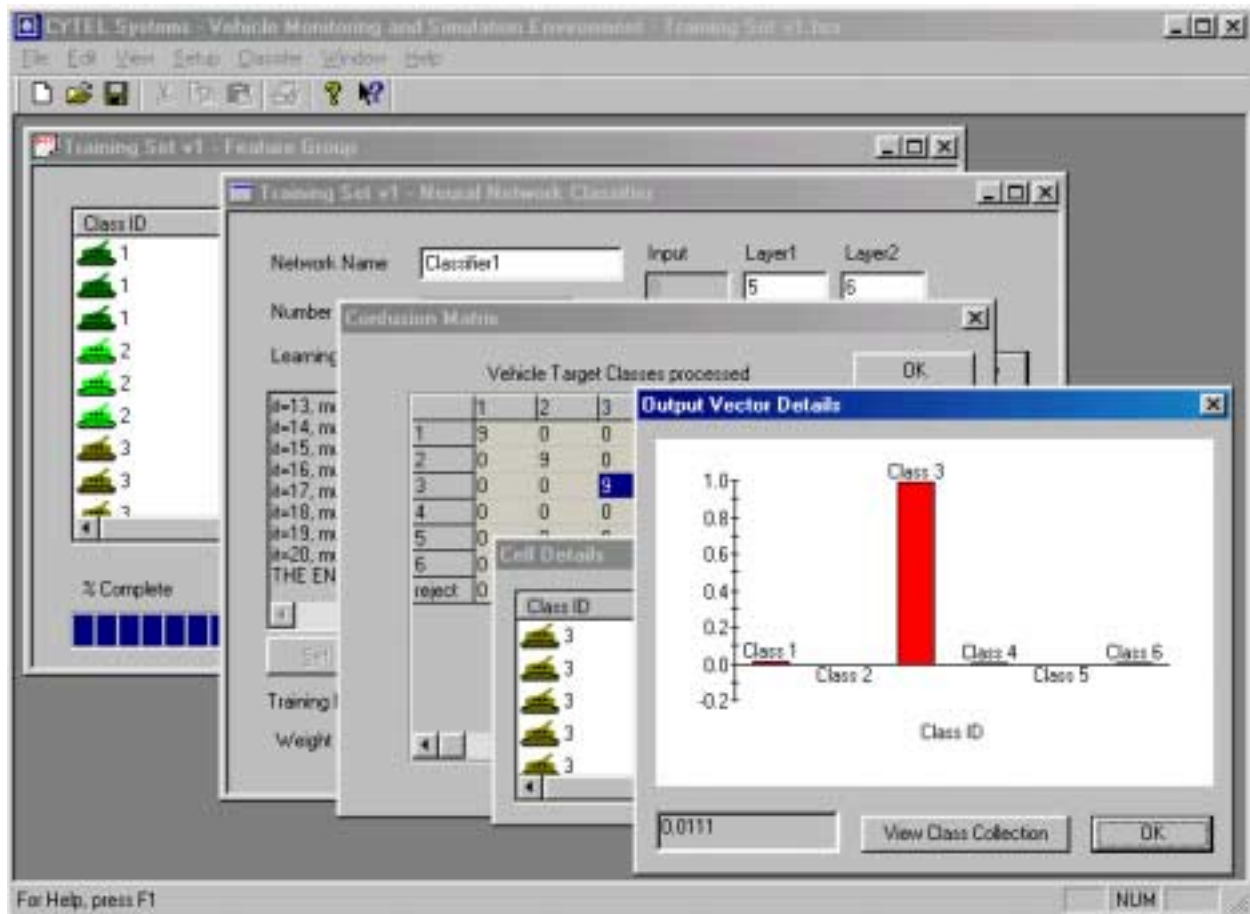 CYTEL Systems - Vehicle Monitoring and Simulation Environment - Training Set v1.
File Edit View Setup Classifier Window Help
Training Set v1 - Feature Group
Class ID
1
1
1
2
2
2
3
3
3
% Complete
Training Set v1 - Neural Network Classifier
Network Name
Classifier1
Input
Layer1
Layer2
5
6
Number
Learning
it=13,
it=14,
it=15,
it=16,
it=17,
it=18,
it=19,
it=20,
THE EN
Set
Training
Weight
Confusion Matrix
Vehicle Target Classes processed
OK
1 2 3
1 9 0 0
2 0 9 0
3 0 0 9
4 0 0 0
5 0
6 0
reject 0
Cell Details
Class ID
3
3
3
3
3
Output Vector Details
1.0
0.8
0.6
0.4
0.2
0.0
-0.2
Class 1
Class 2
Class 3
Class 4
Class 5
Class 6
Class ID
0.0111
View Class Collection
OK
For Help, press F1
NUM